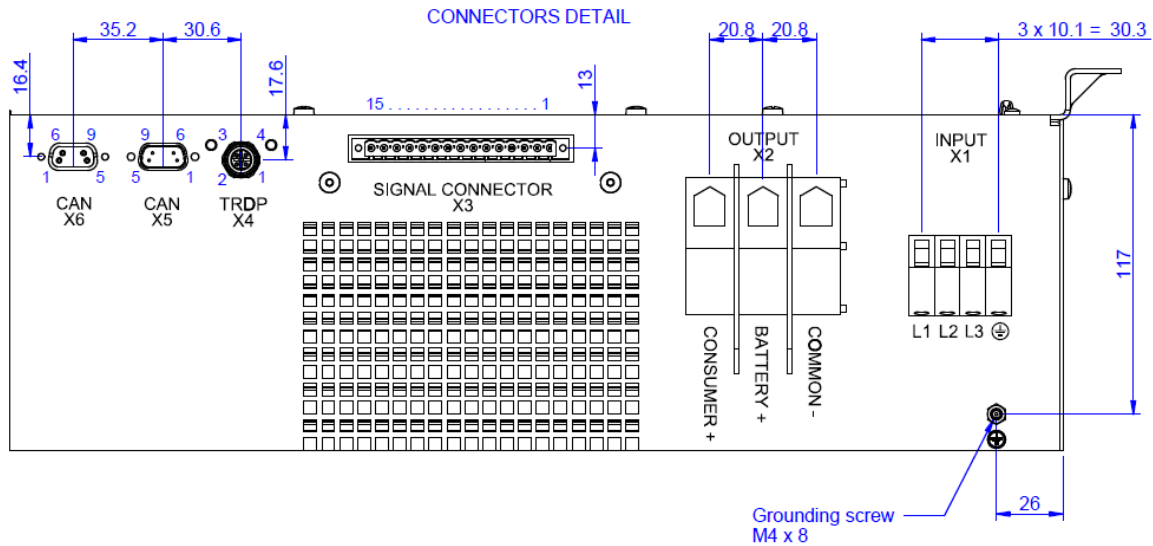 CONNECTORS DETAIL
35.2
30.6
20.8
20.8
3 x 10.1 = 30.3
16.4
17.6
13
15 . . . . . . . . . . . . . . . . . 1
6 9
9 6
3 4
1 5
5 1
2 1
CAN
X6
CAN
X5
TRDP
X4
SIGNAL CONNECTOR
X3
OUTPUT
X2
INPUT
X1
117
L1 L2 L3
CONSUMER +
BATTERY +
COMMON -
26
Grounding screw
M4 x 8